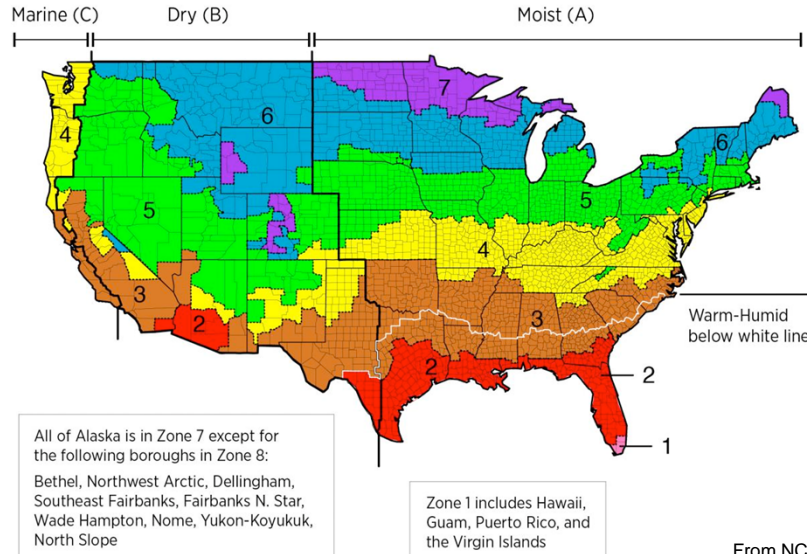 Marine (C)
Dry (B)
Moist (A)
7
6
4
6
5
5
4
3
3
2
Warm-Humid
below white line
2
2
1
All of Alaska is in Zone 7 except for
the following boroughs in Zone 8:
Bethel, Northwest Arctic, Dellingham,
Southeast Fairbanks, Fairbanks N. Star,
Wade Hampton, Nome, Yukon-Koyukuk,
North Slope
Zone 1 includes Hawaii,
Guam, Puerto Rico, and
the Virgin Islands
From NC